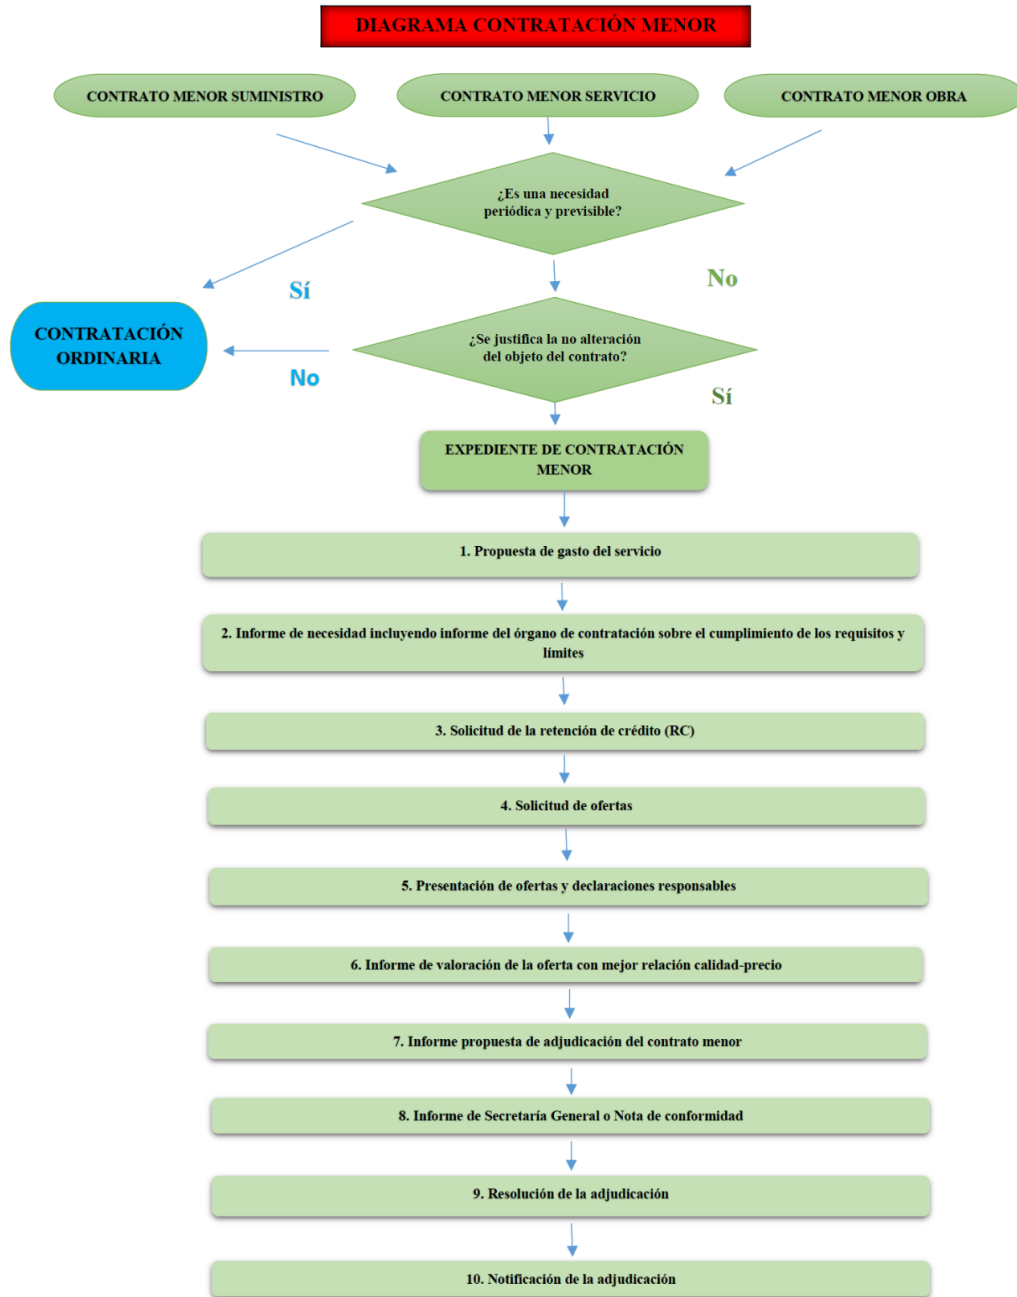 DIAGRAMA CONTRATACIÓN MENOR
CONTRATO MENOR SUMINISTRO
CONTRATO MENOR SERVICIO
CONTRATO MENOR OBRA
¿Es una necesidad
periódica y previsible?
Sí
No
CONTRATACIÓN
ORDINARIA
¿Se justifica la no alteración
del objeto del contrato?
No
Sí
EXPEDIENTE DE CONTRATACIÓN
MENOR
1. Propuesta de gasto del servicio
2. Informe de necesidad incluyendo informe del órgano de contratación sobre el cumplimiento de los requisitos y
límites
3. Solicitud de la retención de crédito (RC)
4. Solicitud de ofertas
5. Presentación de ofertas y declaraciones responsables
6. Informe de valoración de la oferta con mejor relación calidad-precio
7. Informe propuesta de adjudicación del contrato menor
8. Informe de Secretaría General o Nota de conformidad
9. Resolución de la adjudicación
10. Notificación de la adjudicación